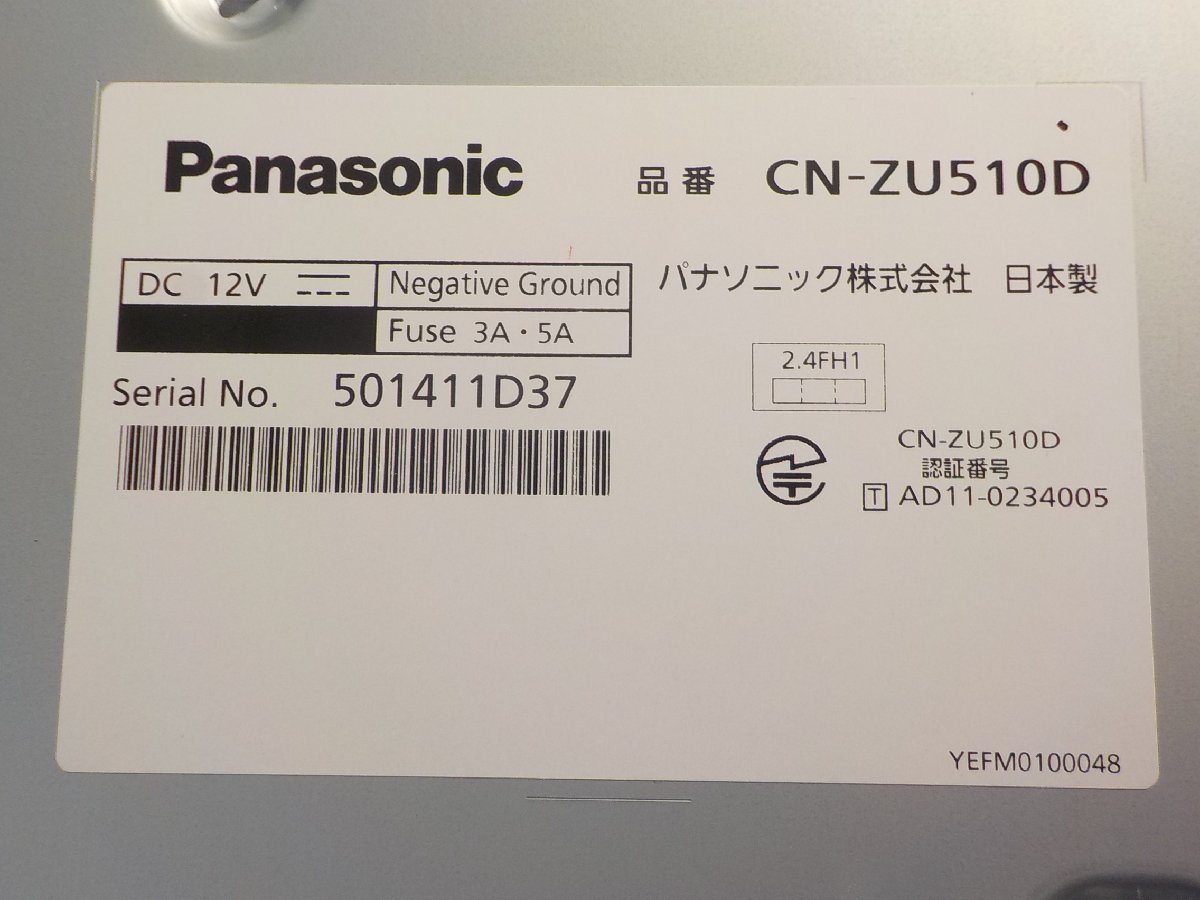 Panasonic 品番 CN-ZU510D
DC 12V Negative Ground
Fuse 3A・5A
パナソニック株式会社 日本製
Serial No. 501411D37
2.4FH1
CN-ZU510D
認証番号
T AD11-0234005
YEFM0100048